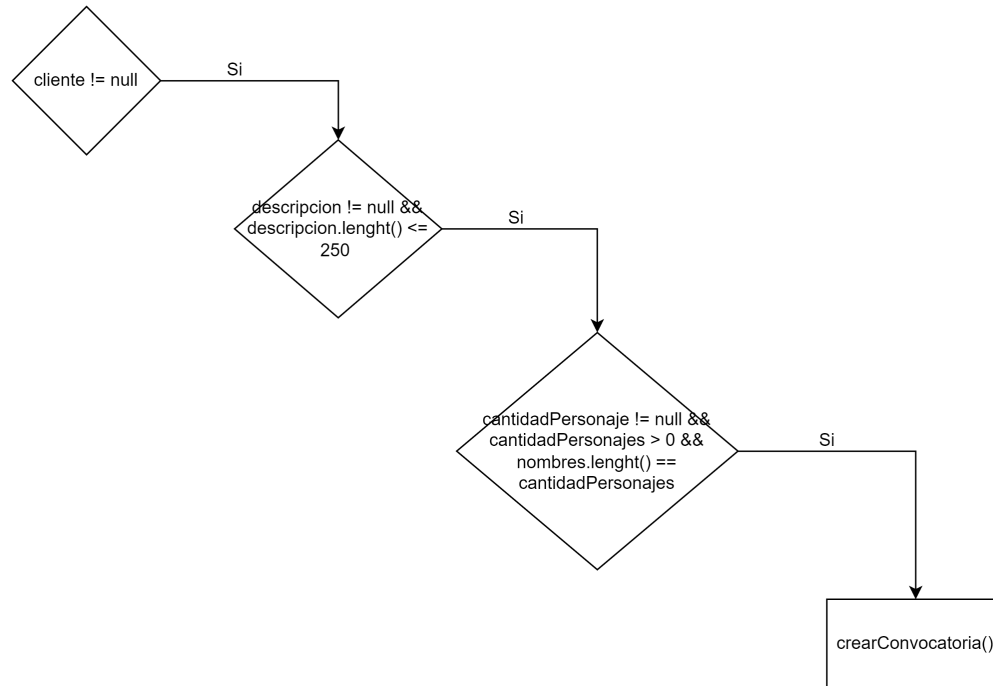 cliente != null
Si
descripcion != null &&
descripcion.lenght() <=
250
Si
cantidadPersonaje != null &&
cantidadPersonajes > 0 &&
nombres.lenght() ==
cantidadPersonajes
Si
crearConvocatoria()